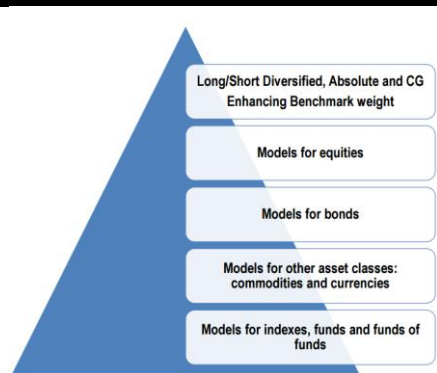 Long/Short Diversified, Absolute and CG
Enhancing Benchmark weight
Models for equities
Models for bonds
Models for other asset classes:
commodities and currencies
Models for indexes, funds and funds of
funds